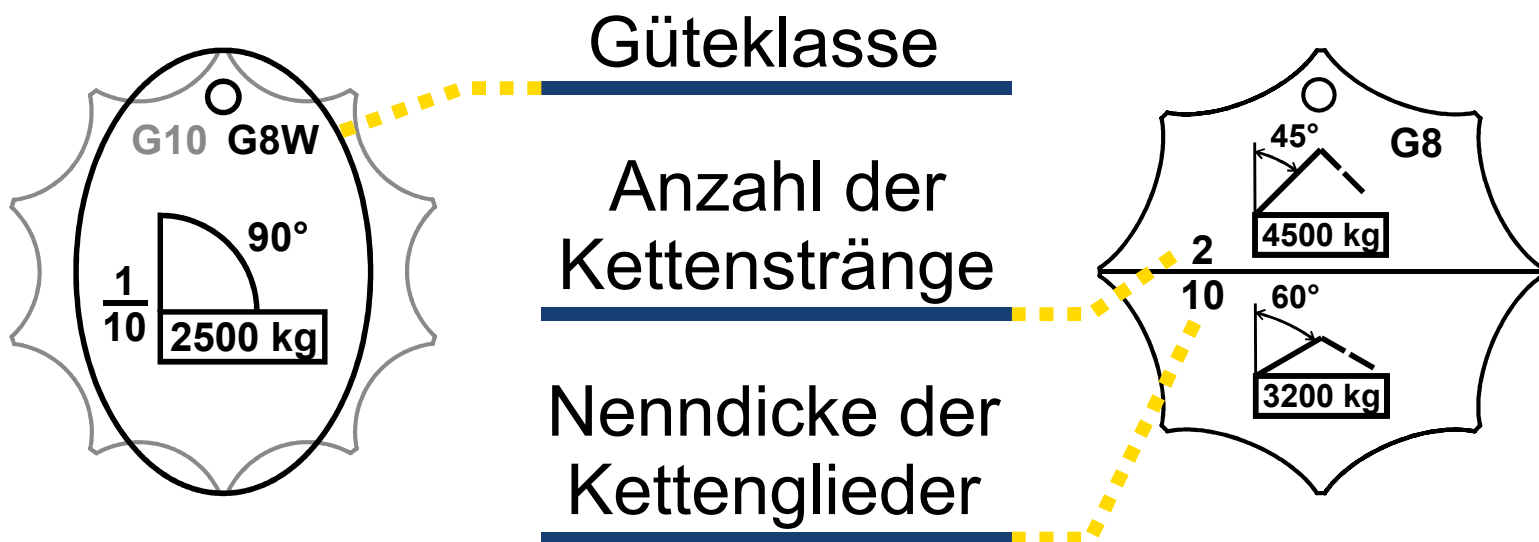 G10 G8W
90°
1
10
2500 kg
Güteklasse
Anzahl der
Kettenstränge
Nenndicke der
Kettenglieder
G8
45°
4500 kg
2
10
60°
3200 kg